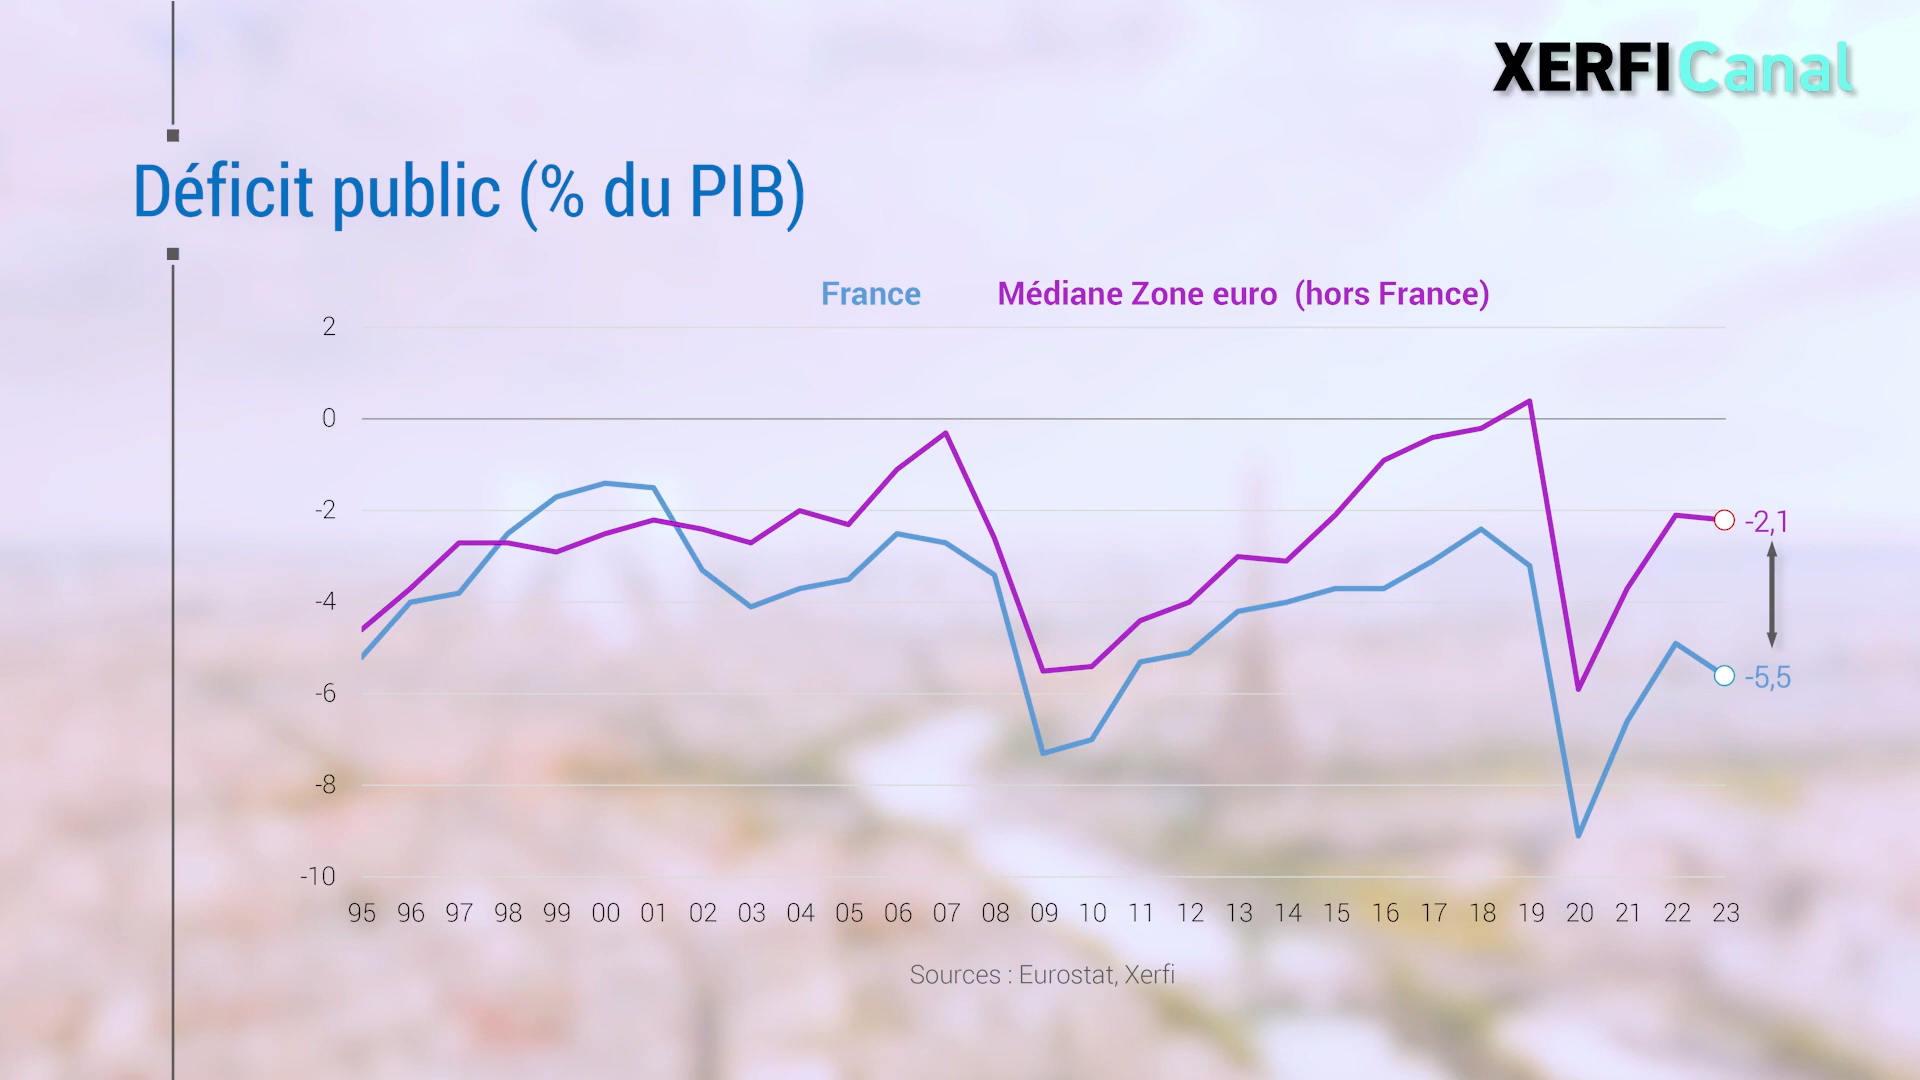 XERFI Canal
Déficit public (% du PIB)
France Médiane Zone euro (hors France)
2
0
-2
-4
-6
-8
-10
-2,1
-5,5
95 96 97 98 99 00 01 02 03 04 05 06 07 08 09 10 11 12 13 14 15 16 17 18 19 20 21 22 23
Sources : Eurostat, Xerfi